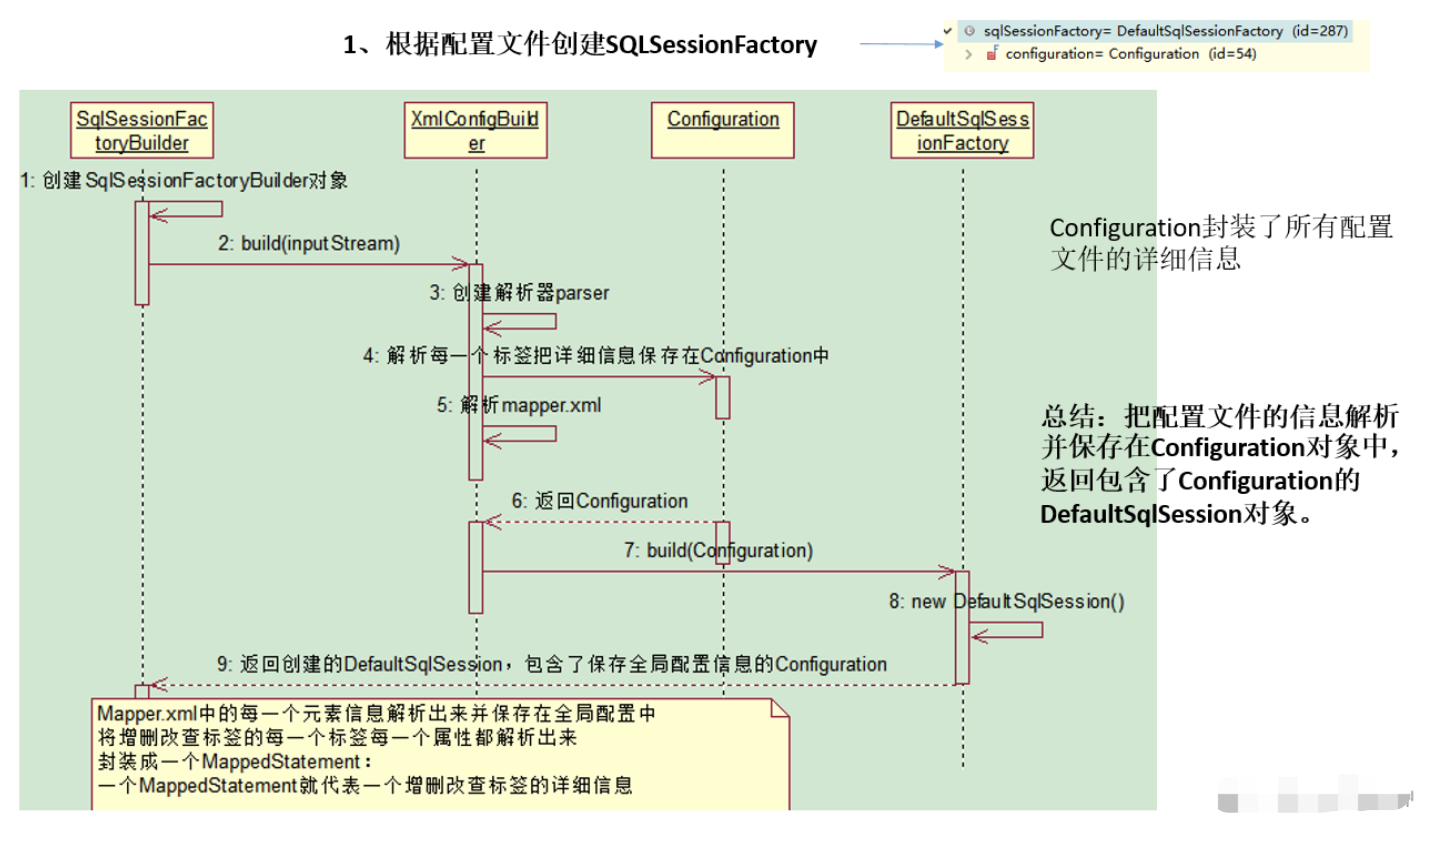 1、根据配置文件创建SQLSessionFactory
sqlSessionFactory= DefaultSqlSessionFactory (id=287)
configuration= Configuration (id=54)
SqlSessionFac
toryBuilder
XmlConfigBuild
er
Configuration
DefaultSqlSess
ionFactory
1: 创建SqlSessionFactoryBuilder对象
2: build(inputStream)
3: 创建解析器parser
4: 解析每一个标签把详细信息保存在Configuration中
5: 解析mapper.xml
6: 返回Configuration
7: build(Configuration)
8: new DefaultSqlSession()
9: 返回创建的DefaultSqlSession，包含了保存全局配置信息的Configuration
Mapper.xml中的每一个元素信息解析出来并保存在全局配置中
将增删改查标签的每一个标签每一个属性都解析出来
封装成一个MappedStatement：
一个MappedStatement就代表一个增删改查标签的详细信息
Configuration封装了所有配置
文件的详细信息
总结：把配置文件的信息解析
并保存在Configuration对象中，
返回包含了Configuration的
DefaultSqlSession对象。